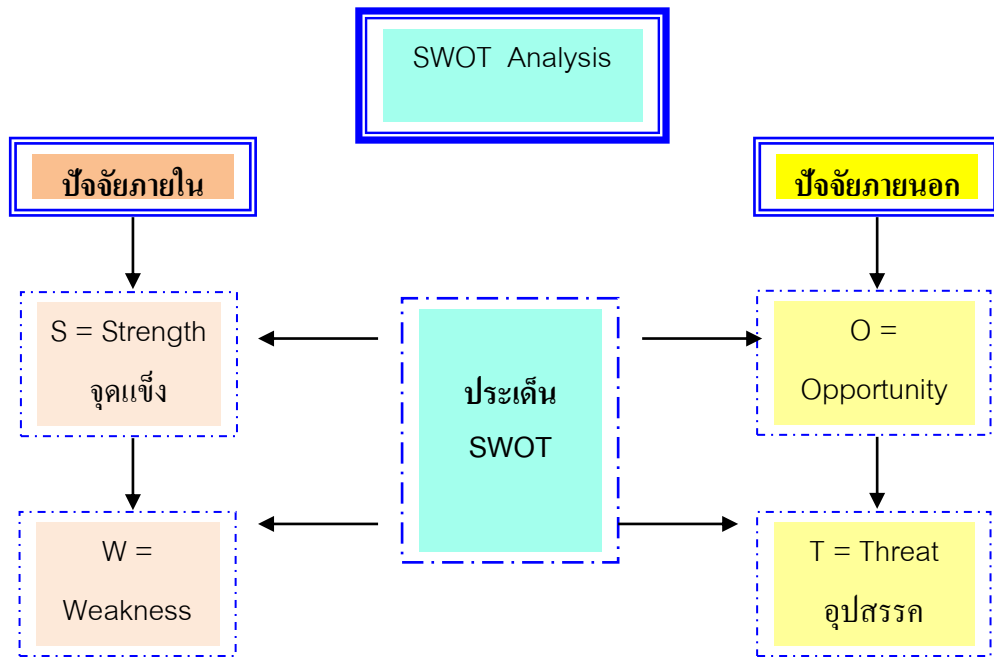 SWOT Analysis
ปัจจัยภายใน
ปัจจัยภายนอก
S = Strength
จุดแข็ง
ประเด็น
SWOT
O =
Opportunity
W =
Weakness
T = Threat
อุปสรรค